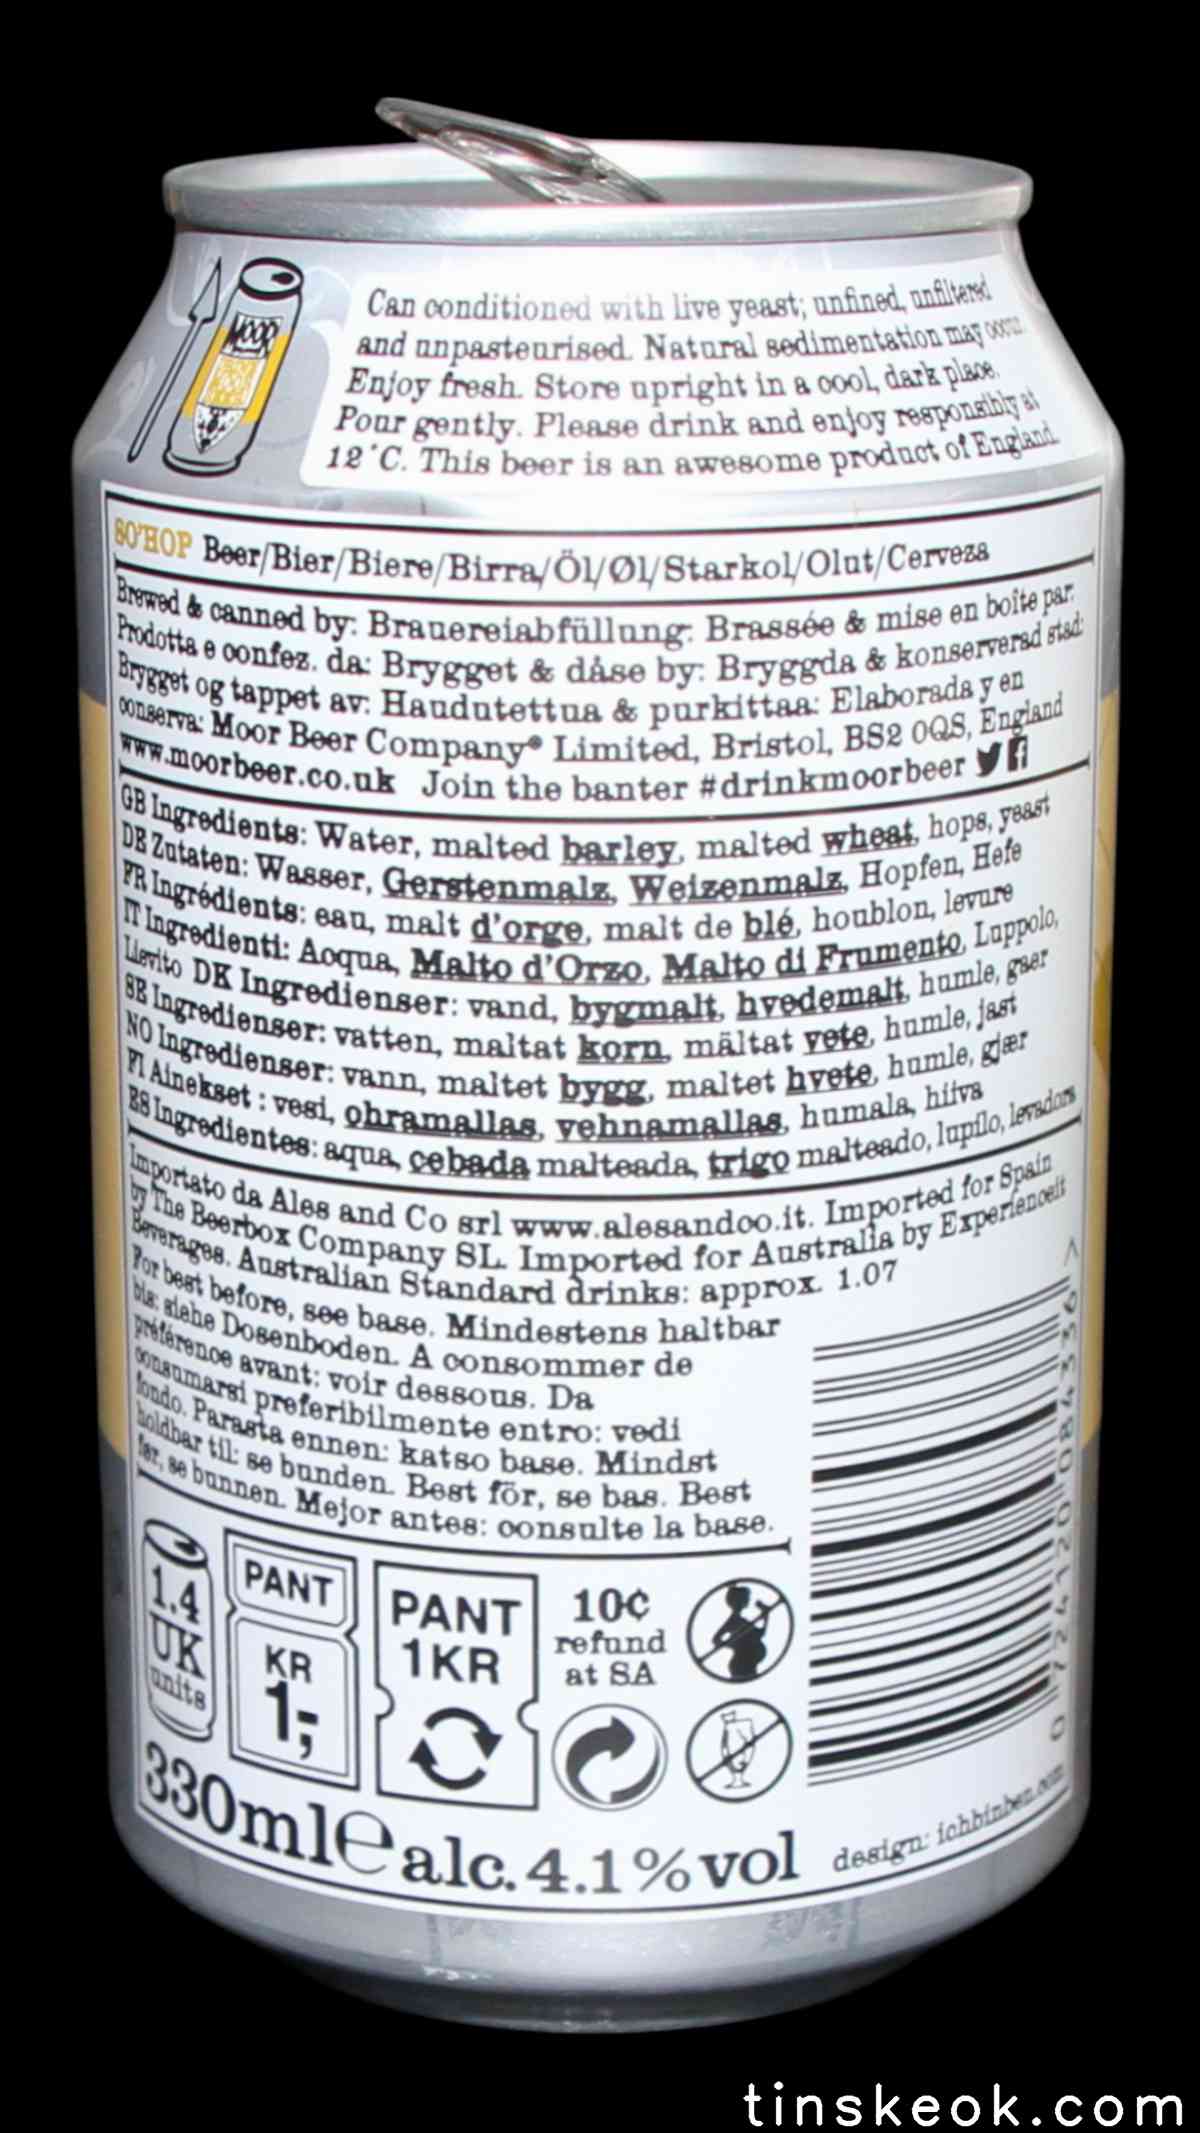 MOOR
Can conditioned with live yeast; unfined, unfiltered
and unpasteurised. Natural sedimentation may occur.
Enjoy fresh. Store upright in a cool, dark place.
Pour gently. Please drink and enjoy responsibly at
12°C. This beer is an awesome product of England.
SO'HOP Beer/Bier/Biere/Birra/Öl/Øl/Starkol/Olut/Cerveza
Brewed & canned by: Brauereiabfüllung: Brassée & mise en boîte par:
Prodotta e confez. da: Brygget & dåse by: Bryggda & konserverad stad:
Brygget og tappet av: Haudutettua & purkittaa: Elaborada y en
conserva: Moor Beer Company® Limited, Bristol, BS2 0QS, England
www.moorbeer.co.uk Join the banter #drinkmoorbeer
GB Ingredients: Water, malted barley, malted wheat, hops, yeast
DE Zutaten: Wasser, Gerstenmalz, Weizenmalz, Hopfen, Hefe
FR Ingrédients: eau, malt d'orge, malt de blé, houblon, levure
IT Ingredienti: Acqua, Malto d'Orzo, Malto di Frumento, Luppolo,
Lievito DK Ingredienser: vand, bygmalt, hvedemalt, humle, gær
SE Ingredienser: vatten, maltat korn, mältat vete, humle, jast
NO Ingredienser: vann, maltet bygg, maltet hvete, humle, gjær
FI Ainekset : vesi, ohramallas, vehnamallas, humala, hiiva
ES Ingredientes: aqua, cebada malteada, trigo malteado, lupilo, levadora
Importato da Ales and Co srl www.alesandco.it. Imported for Spain
by The Beerbox Company SL. Imported for Australia by Experienceit
Beverages. Australian Standard drinks: approx. 1.07
For best before, see base. Mindestens haltbar
bis: siehe Dosenboden. A consommer de
préférence avant: voir dessous. Da
consumarsi preferibilmente entro: vedi
fondo. Parasta ennen: katso base. Mindst
holdbar til: se bunden. Best för, se bas. Best
før, se bunnen. Mejor antes: consulte la base.
1.4
UK
units
PANT
KR
1,-
PANT
1KR
10¢
refund
at SA
0 724120 084336 >
330ml℮ alc. 4.1% vol
design: ichbinben.com
tinskeok.com